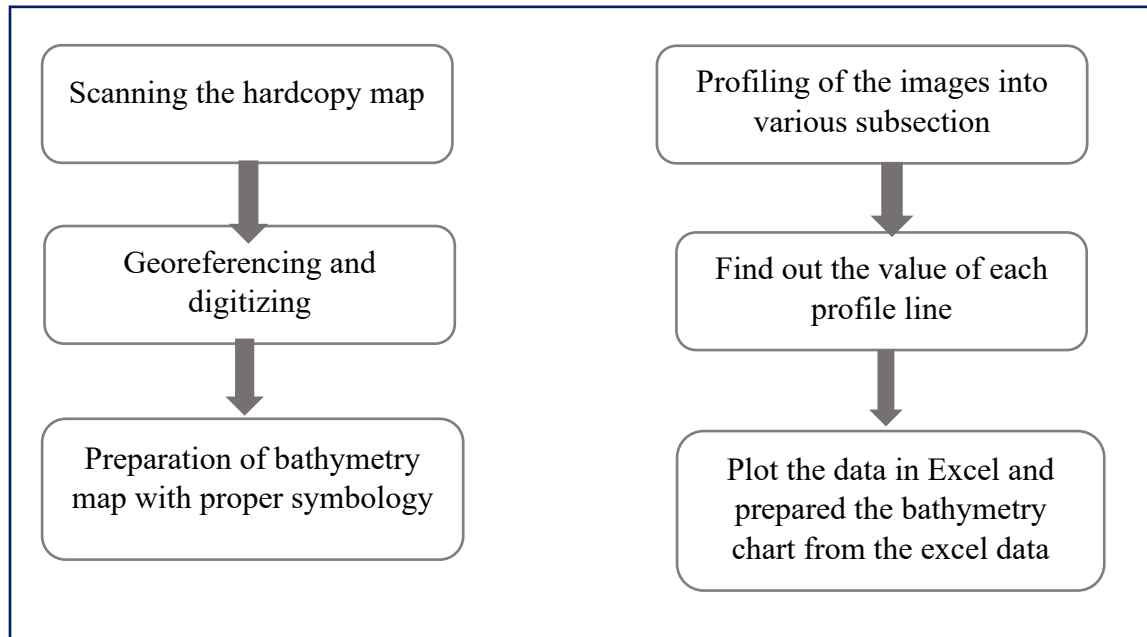 Scanning the hardcopy map
Georeferencing and
digitizing
Preparation of bathymetry
map with proper symbology
Profiling of the images into
various subsection
Find out the value of each
profile line
Plot the data in Excel and
prepared the bathymetry
chart from the excel data